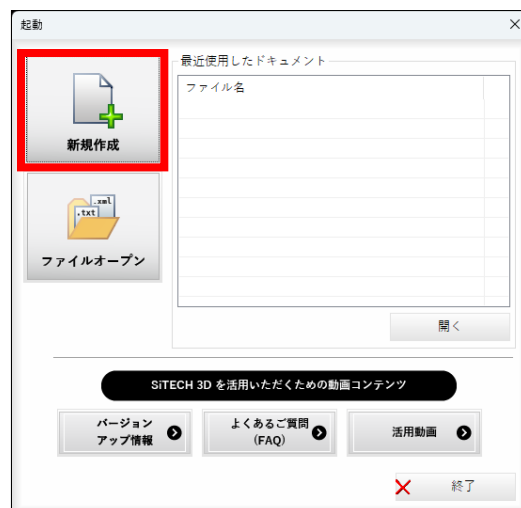 起動
新規作成
最近使用したドキュメント
ファイル名
.xml
.txt
ファイルオープン
開く
SiTECH 3D を活用いただくための動画コンテンツ
バージョン
アップ情報
よくあるご質問
(FAQ)
活用動画
終了